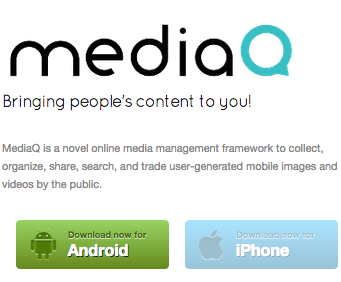 mediaQ
Bringing people's content to you!
MediaQ is a novel online media management framework to collect,
organize, share, search, and trade user-generated mobile images and
videos by the public.
Download now for
Android
Download now for
iPhone